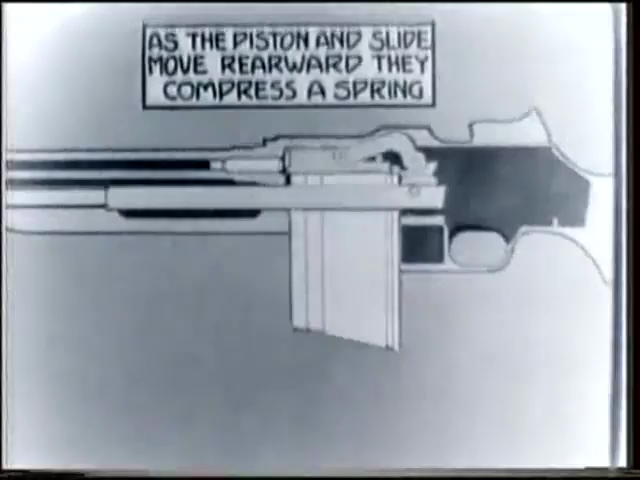 AS THE PISTON AND SLIDE
MOVE REARWARD THEY
COMPRESS A SPRING